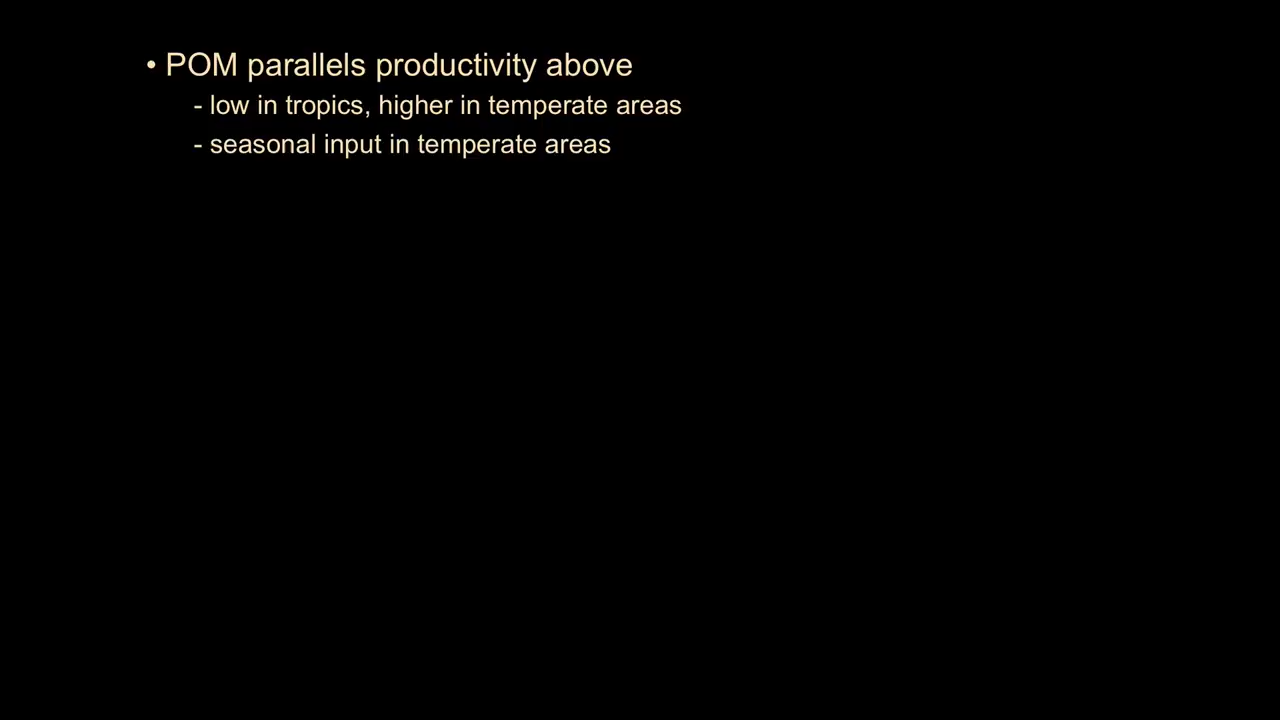 • POM parallels productivity above
- low in tropics, higher in temperate areas
- seasonal input in temperate areas